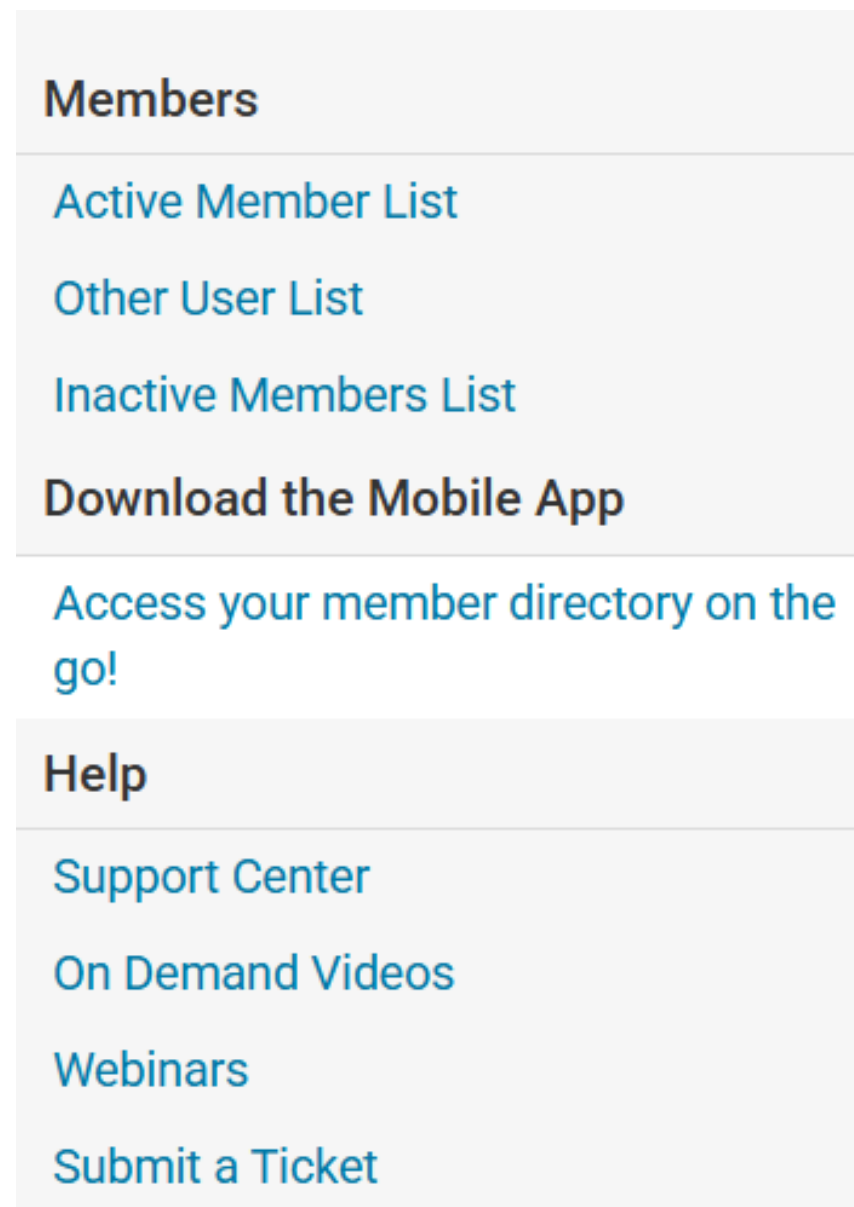 Members
Active Member List
Other User List
Inactive Members List
Download the Mobile App
Access your member directory on the
go!
Help
Support Center
On Demand Videos
Webinars
Submit a Ticket